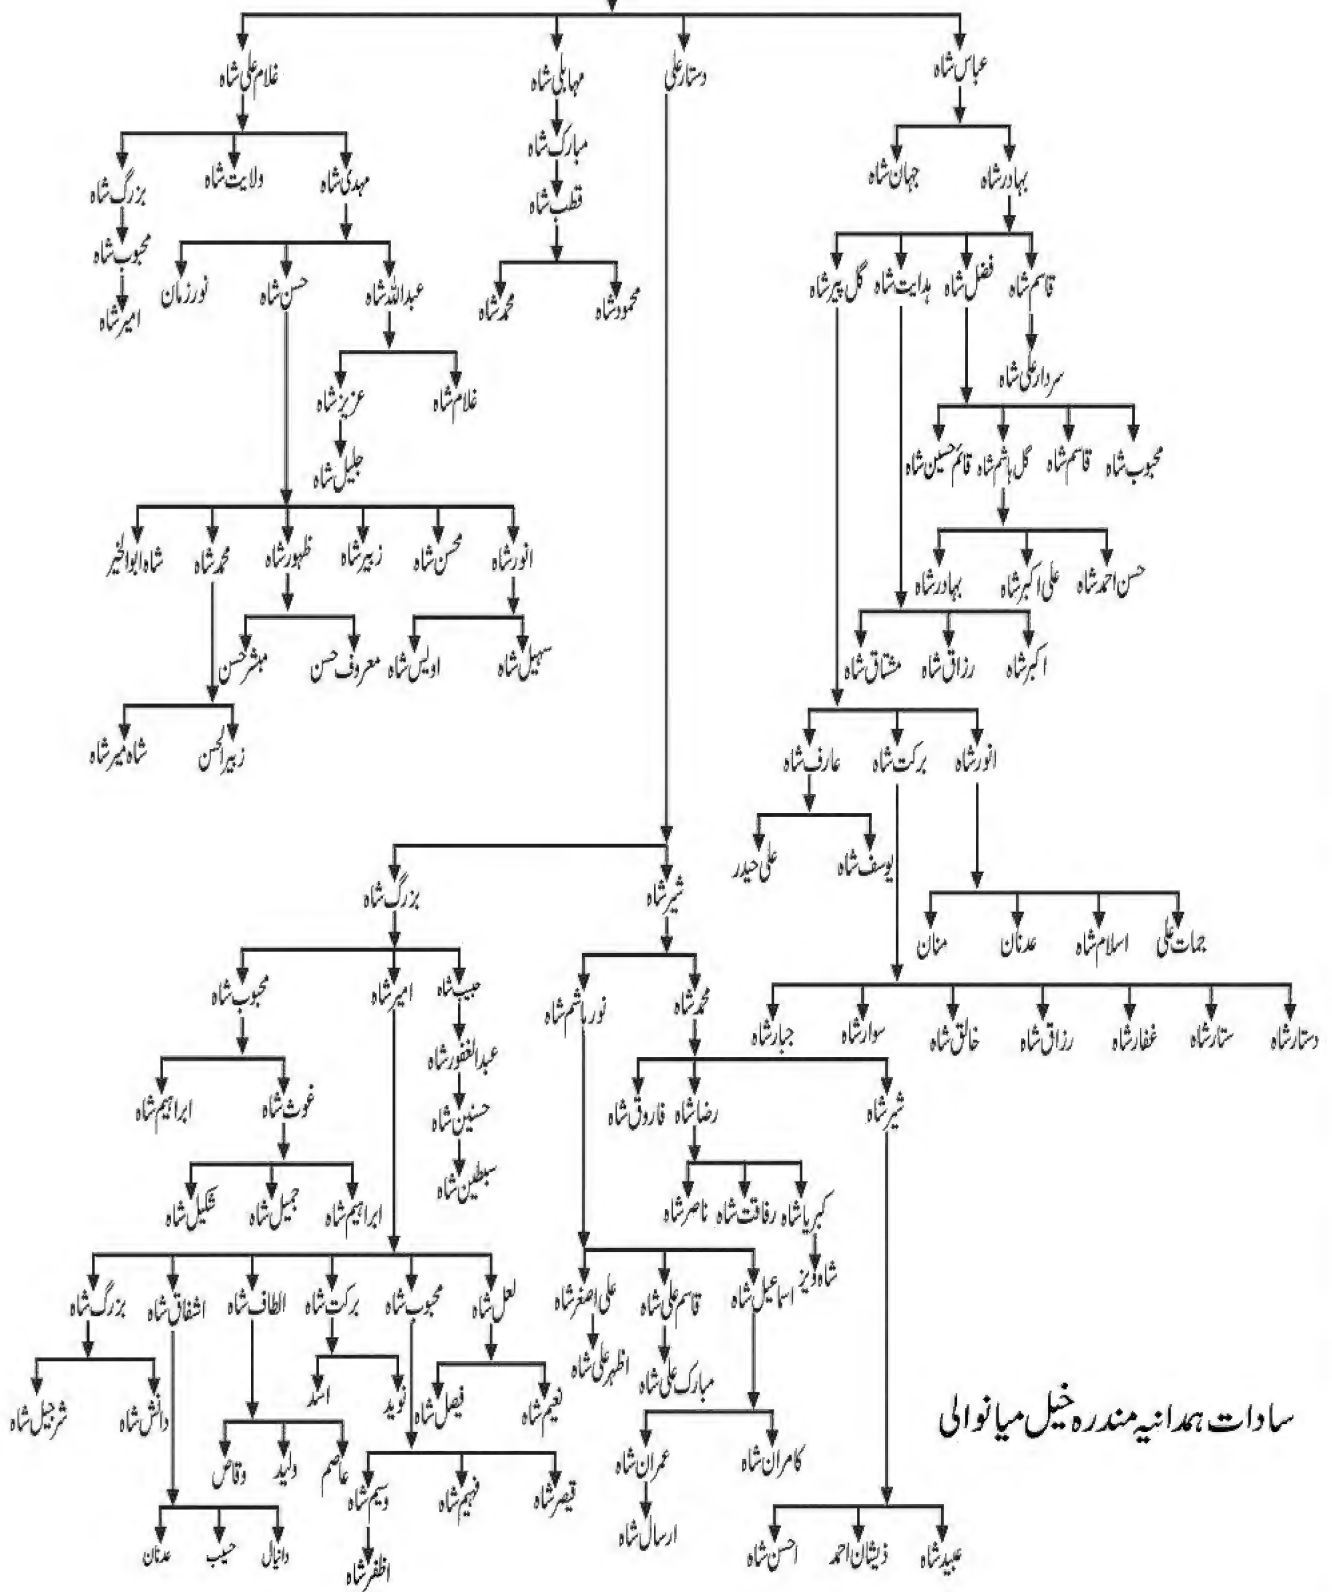 عباس شاہ
دستار علی
مہابلی شاہ
غلام علی شاہ
بہادر شاہ
جہان شاہ
مبارک شاہ
قطب شاہ
محمود شاہ
محمد شاہ
مہدی شاہ
ولایت شاہ
بزرگ شاہ
محبوب شاہ
امیر شاہ
عبداللہ شاہ
حسن شاہ
نور زمان
غلام شاہ
عزیز شاہ
جلیل شاہ
قاسم شاہ
فضل شاہ
ہدایت شاہ
گل پیر شاہ
سردار علی شاہ
محبوب شاہ
قاسم شاہ
گل ہاشم شاہ
قائم حسین شاہ
حسن احمد شاہ
علی اکبر شاہ
بہادر شاہ
انور شاہ
محسن شاہ
زبیر شاہ
ظہور شاہ
محمد شاہ
شاہ ابوالخیر
سہیل شاہ
اویس شاہ
معروف حسن
مبشر حسن
زبیر الحسن
شاہ میر شاہ
اکبر شاہ
رزاق شاہ
مشتاق شاہ
انور شاہ
برکت شاہ
عارف شاہ
یوسف شاہ
علی حیدر
جمات علی
اسلام شاہ
عدنان
منان
دستار شاہ
ستار شاہ
غفار شاہ
رزاق شاہ
خالق شاہ
سوار شاہ
جبار شاہ
شیر شاہ
بزرگ شاہ
محمد شاہ
نور ہاشم شاہ
حبیب شاہ
امیر شاہ
محبوب شاہ
عبدالغفور شاہ
حسنین شاہ
سبطین شاہ
غوث شاہ
ابراہیم شاہ
ابراہیم شاہ
جمیل شاہ
شکیل شاہ
شیر شاہ
رضا شاہ
فاروق شاہ
کبریا شاہ
رفاقت شاہ
ناصر شاہ
شاہ ویز
اسماعیل شاہ
قاسم علی شاہ
علی اصغر شاہ
مبارک علی شاہ
اظہر علی شاہ
لعل شاہ
محبوب شاہ
برکت شاہ
الطاف شاہ
اشفاق شاہ
بزرگ شاہ
نعیم شاہ
فیصل شاہ
نوید
اسد
دانش شاہ
شرجیل شاہ
کامران شاہ
عمران شاہ
ارسال شاہ
عاصم
ولید
وقاص
قیصر شاہ
فہیم شاہ
وسیم شاہ
اظفر شاہ
دانیال
حسیب
عدنان
عبید شاہ
ذیشان احمد
احسن شاہ
سادات ہمدانیہ مندرہ خیل میانوالی